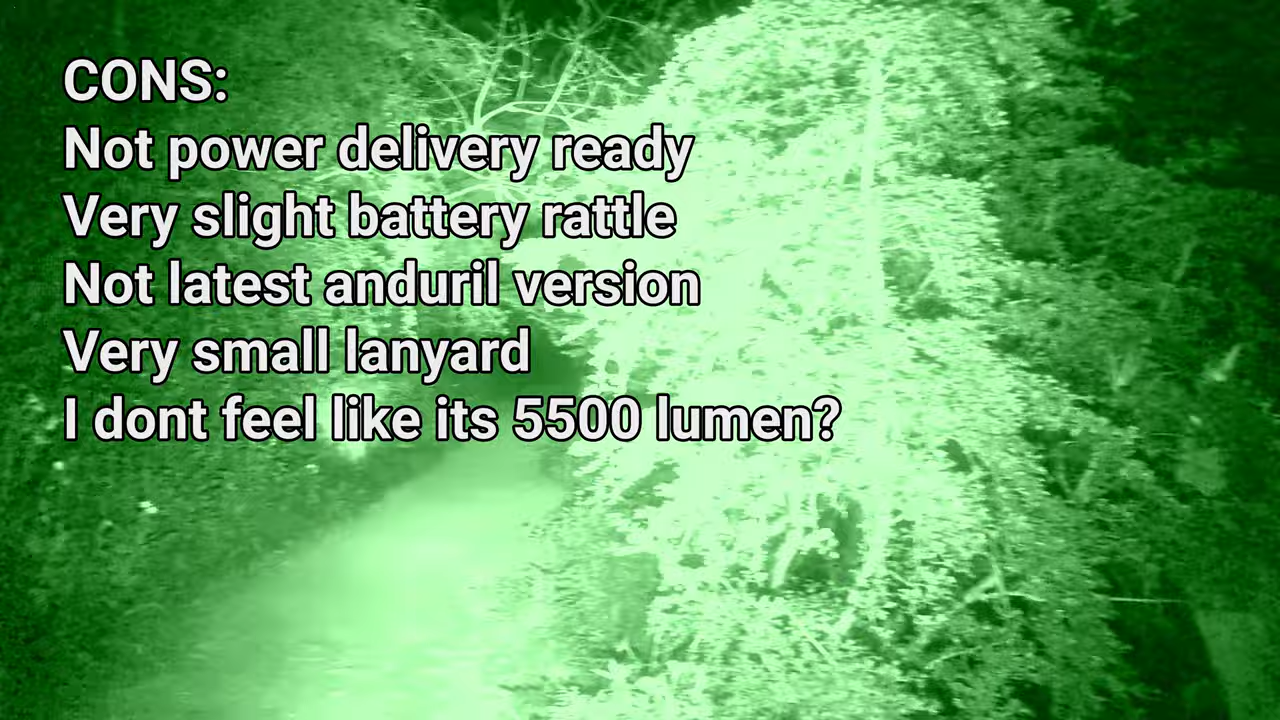 CONS:
Not power delivery ready
Very slight battery rattle
Not latest anduril version
Very small lanyard
I dont feel like its 5500 lumen?